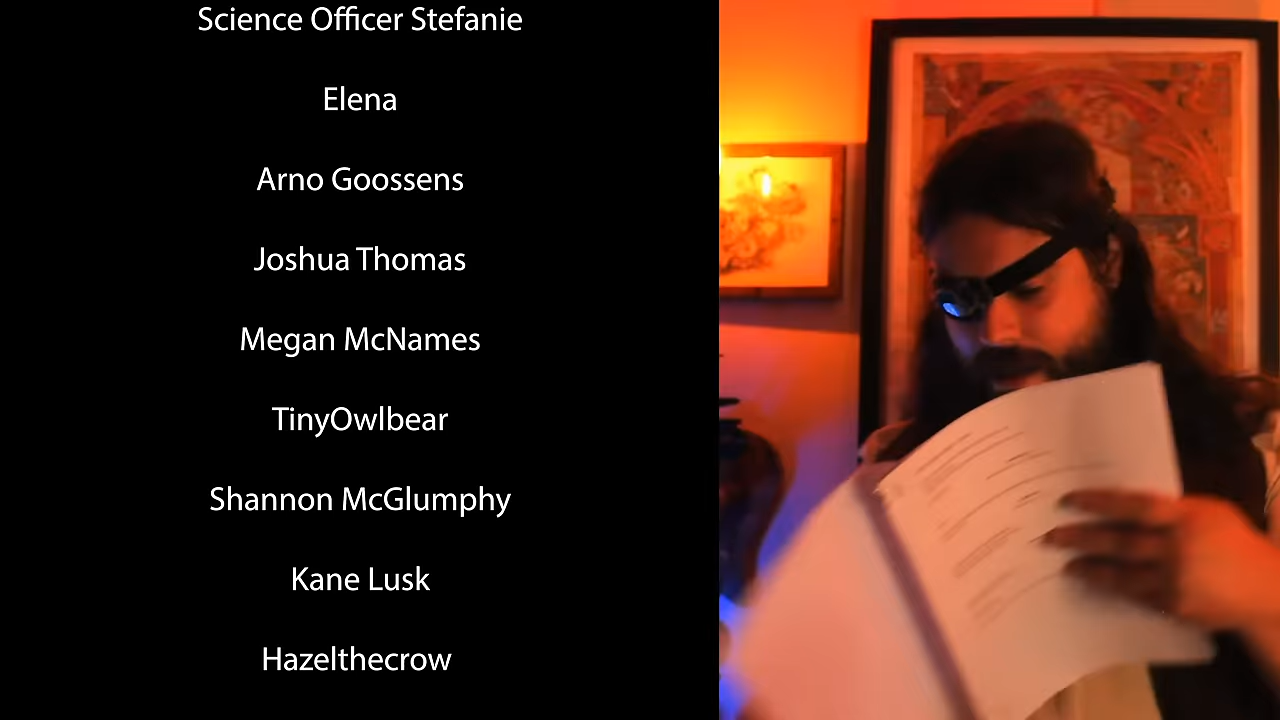 Science Officer Stefanie
Elena
Arno Goossens
Joshua Thomas
Megan McNames
TinyOwlbear
Shannon McGlumphy
Kane Lusk
Hazelthecrow